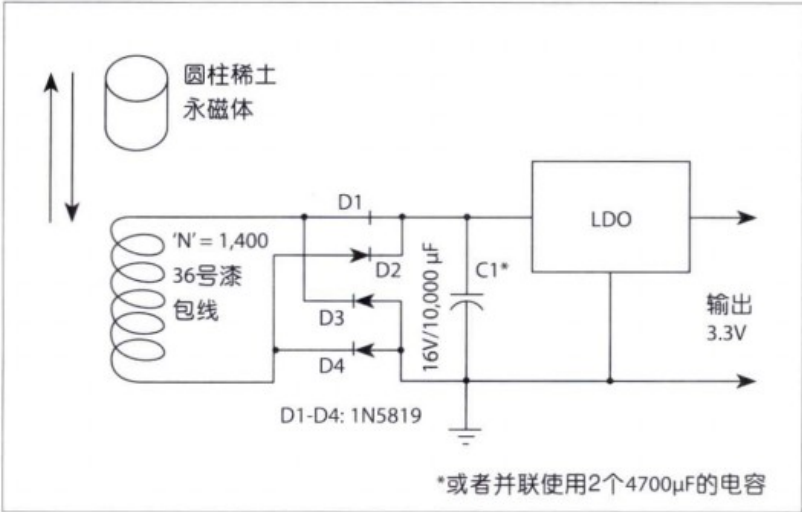 圆柱稀土
永磁体
D1
'N' = 1,400
36号漆
包线
D2
D3
D4
16V/10,000 μF
C1*
LDO
输出
3.3V
D1-D4: 1N5819
*或者并联使用2个4700μF的电容